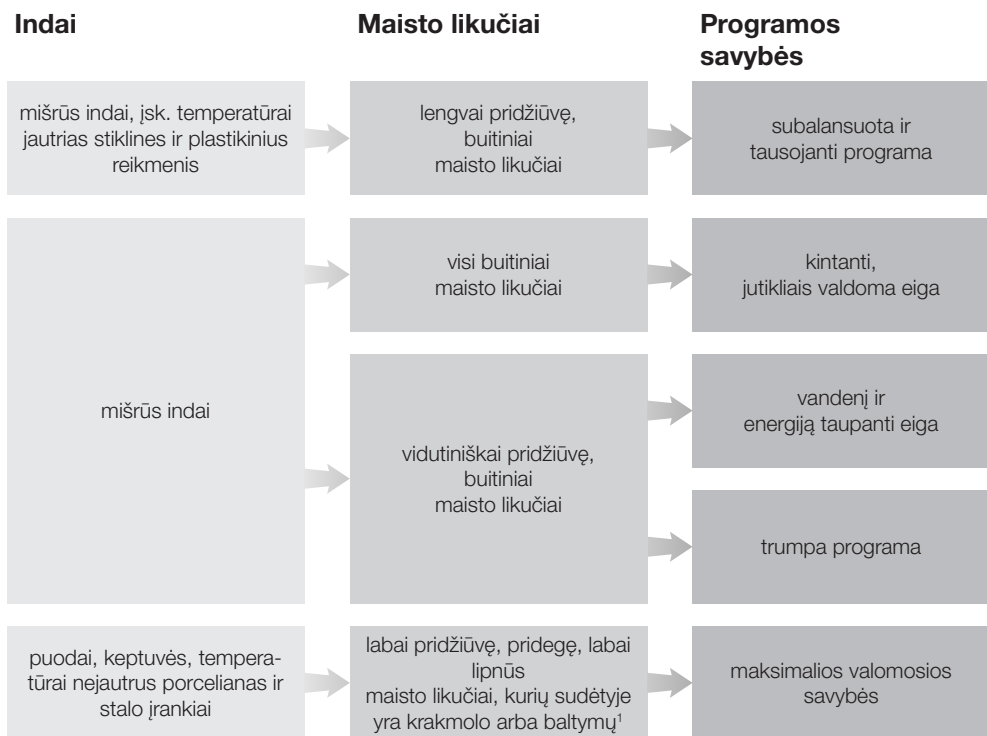 Indai
Maisto likučiai
Programos
savybės
mišrūs indai, įsk. temperatūrai
jautrias stiklines ir plastikinius
reikmenis
lengvai pridžiūvę,
buitiniai
maisto likučiai
subalansuota ir
tausojanti programa
mišrūs indai
visi buitiniai
maisto likučiai
kintanti,
jutikliais valdoma eiga
vidutiniškai pridžiūvę,
buitiniai
maisto likučiai
vandenį ir
energiją taupanti eiga
trumpa programa
puodai, keptuvės, tempera-
tūrai nejautrus porcelianas ir
stalo įrankiai
labai pridžiūvę, pridegę, labai
lipnūs
maisto likučiai, kurių sudėtyje
yra krakmolo arba baltymų¹
maksimalios valomosios
savybės